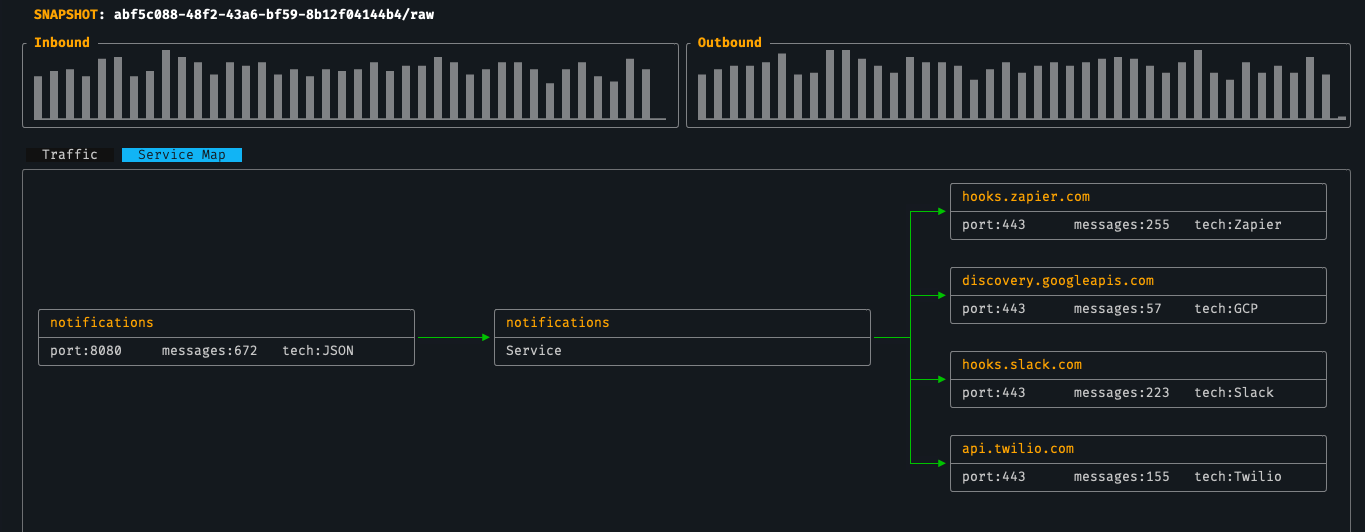 SNAPSHOT: abf5c088-48f2-43a6-bf59-8b12f04144b4/raw
Inbound
Outbound
Traffic Service Map
hooks.zapier.com
port:443 messages:255 tech:Zapier
discovery.googleapis.com
port:443 messages:57 tech:GCP
notifications
port:8080 messages:672 tech:JSON
notifications
Service
hooks.slack.com
port:443 messages:223 tech:Slack
api.twilio.com
port:443 messages:155 tech:Twilio